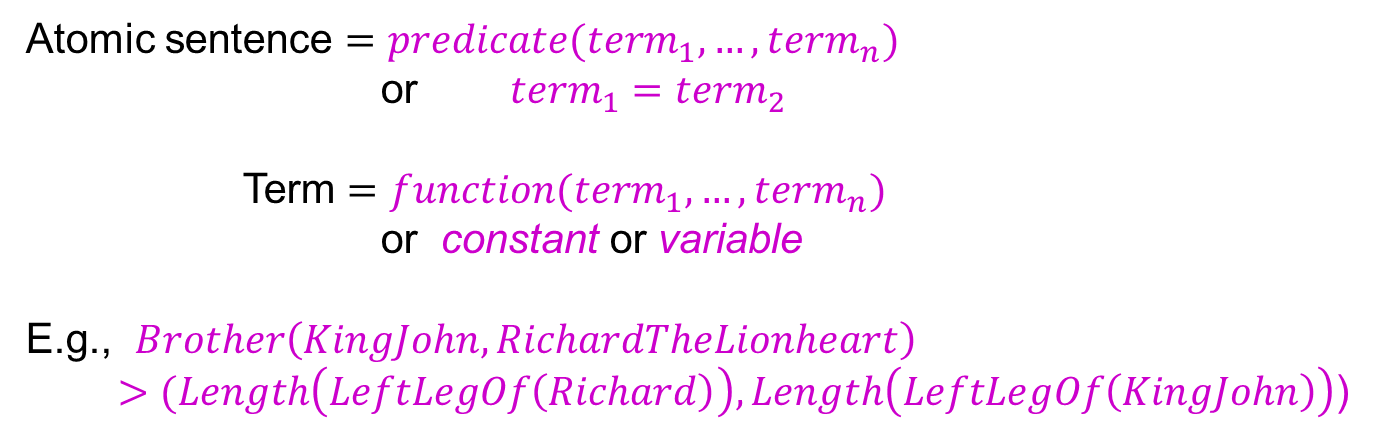 Atomic sentence = predicate(term₁, … , termₙ)
or term₁ = term₂
Term = function(term₁, … , termₙ)
or constant or variable
E.g., Brother(KingJohn, RichardTheLionheart)
> (Length(LeftLegOf(Richard)), Length(LeftLegOf(KingJohn)))